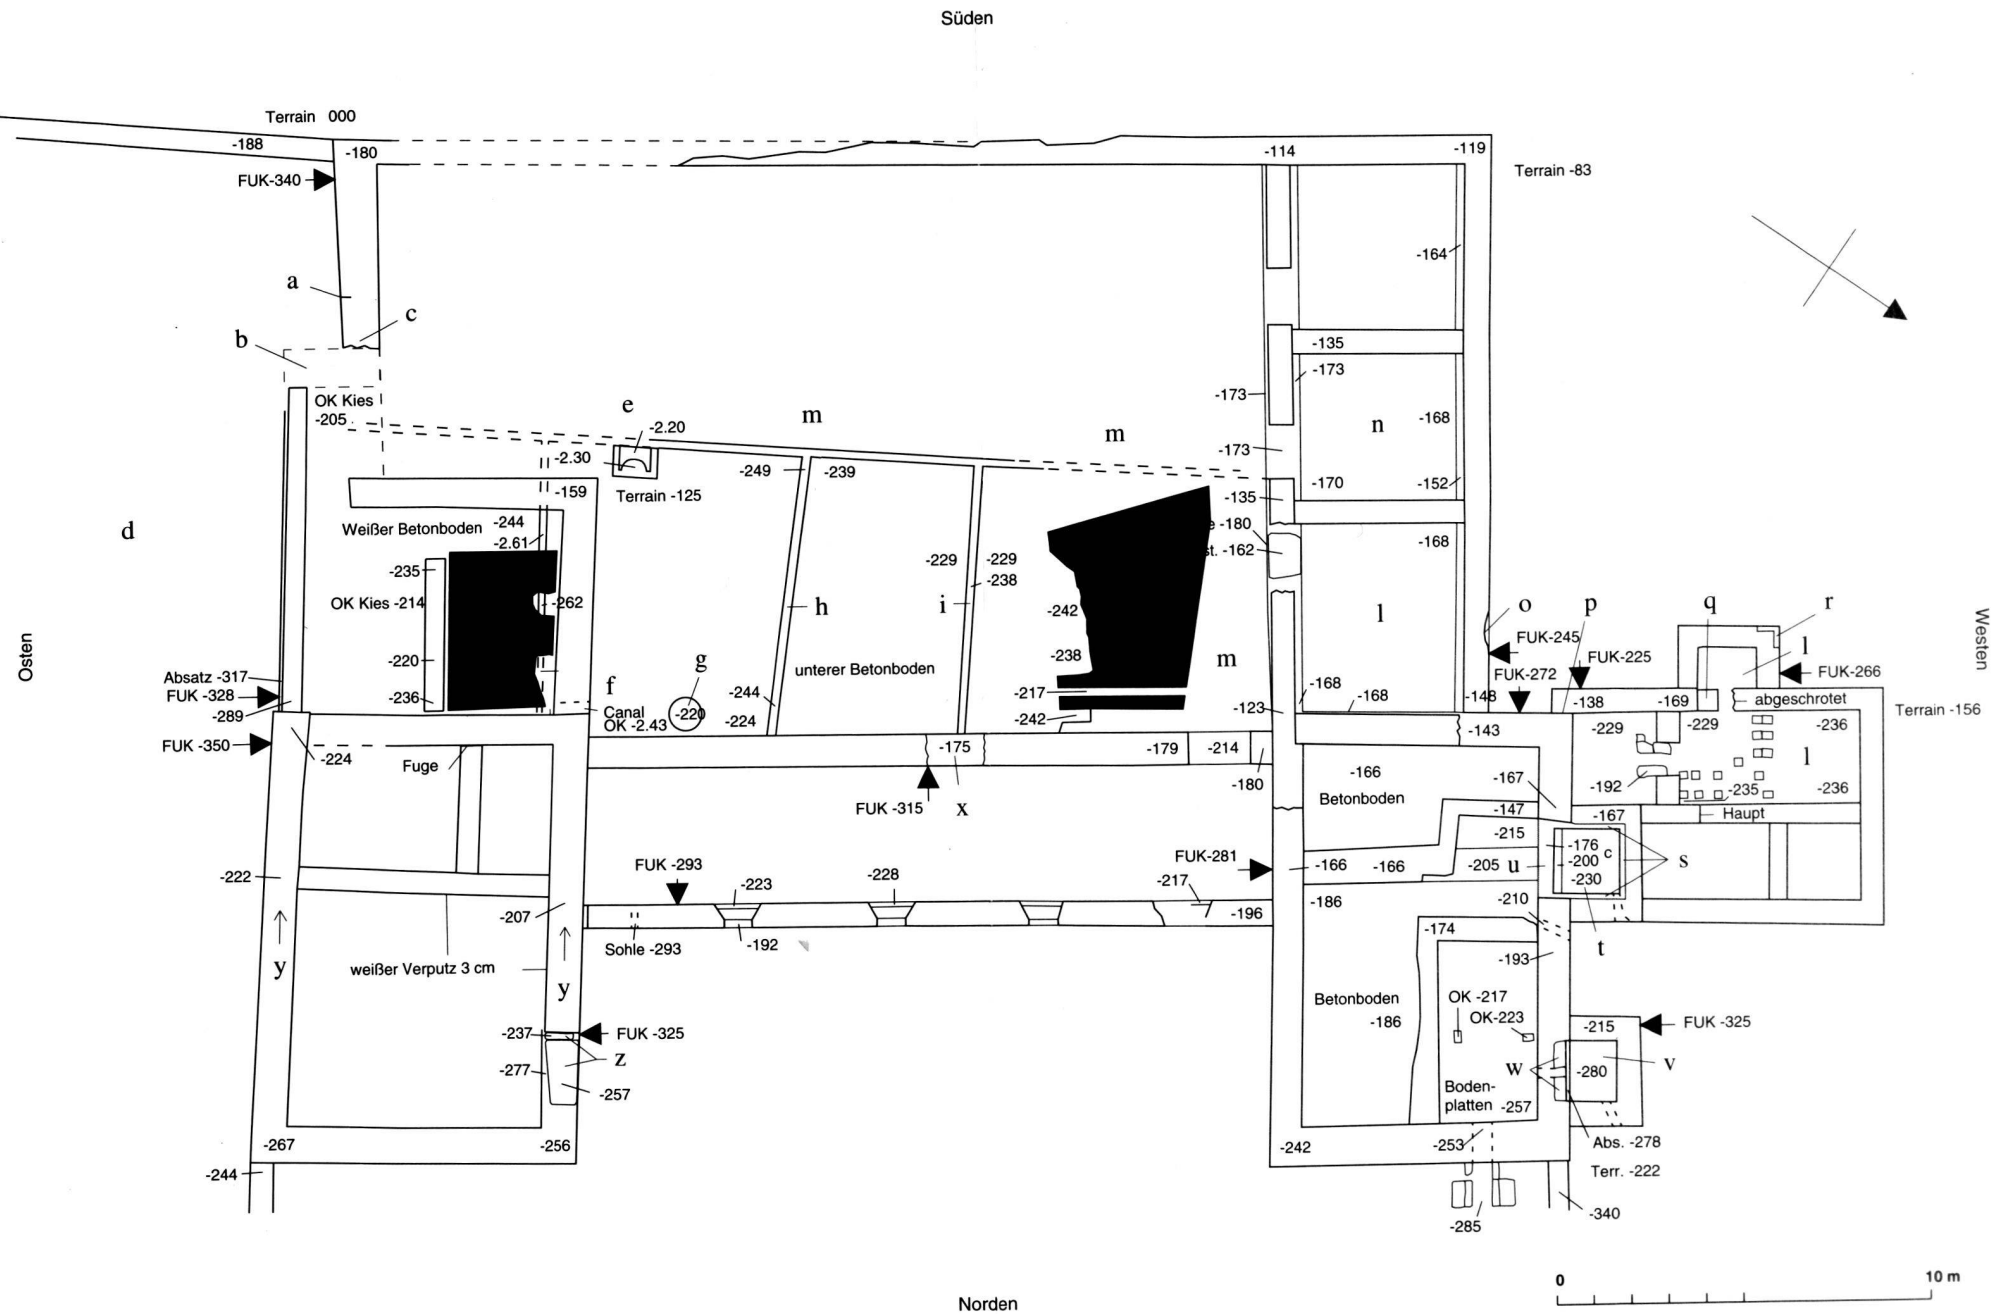 Süden
Terrain 000
-188
-180
-114
-119
FUK-340
Terrain -83
-164
a
c
b
-135
-173
OK Kies
-205
e
m
-2.20
m
-173
n
-168
-2.30
-249
-239
-173
Terrain -125
-159
-170
-152
-135
d
Weißer Betonboden
-244
-2.61
-180
-168
-162
-235
-229
-229
-238
OK Kies -214
-262
h
i
-242
l
o
p
q
r
FUK-245
FUK-225
l
FUK-266
Osten
Westen
-220
g
unterer Betonboden
-238
m
FUK-272
Absatz -317
FUK -328
-289
-236
f
Canal
OK -2.43
-220
-244
-224
-217
-242
-168
-168
-148
-123
-138
-169
abgeschrotet
Terrain -156
-143
-229
-229
-236
l
FUK -350
-224
Fuge
-175
-179
-214
-180
-166
Betonboden
-167
-192
-235
-236
FUK -315
x
-147
-167
Haupt
-215
-176
c
-200
-230
s
FUK -293
FUK-281
-166
-166
-205
u
-222
-223
-228
-217
-186
-210
-207
-196
Sohle -293
-192
-174
t
y
weißer Verputz 3 cm
y
-193
Betonboden
-186
OK -217
OK-223
-237
FUK -325
z
-215
FUK -325
-277
-257
w
-280
v
Boden-
platten -257
-267
-256
-242
-253
Abs. -278
-244
Terr. -222
-340
-285
0
10 m
Norden